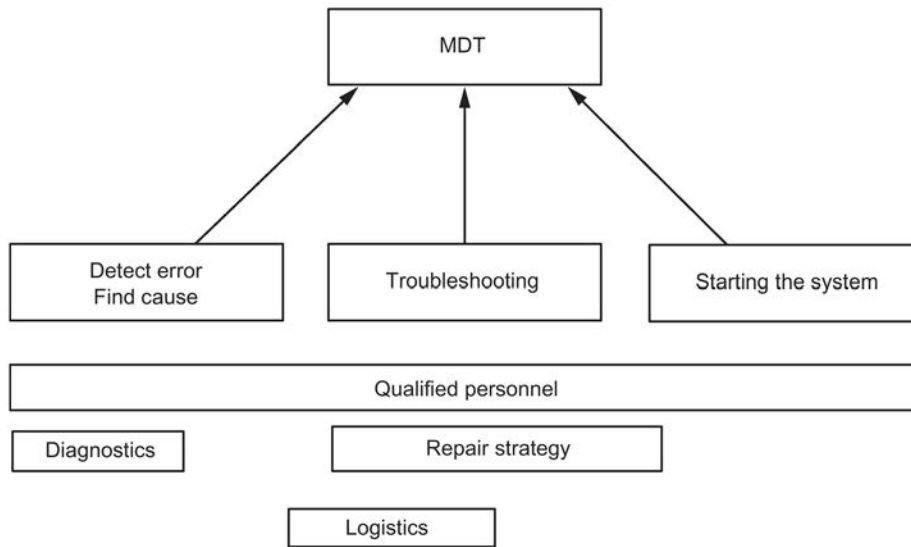 MDT
Detect error
Find cause
Troubleshooting
Starting the system
Qualified personnel
Diagnostics
Repair strategy
Logistics